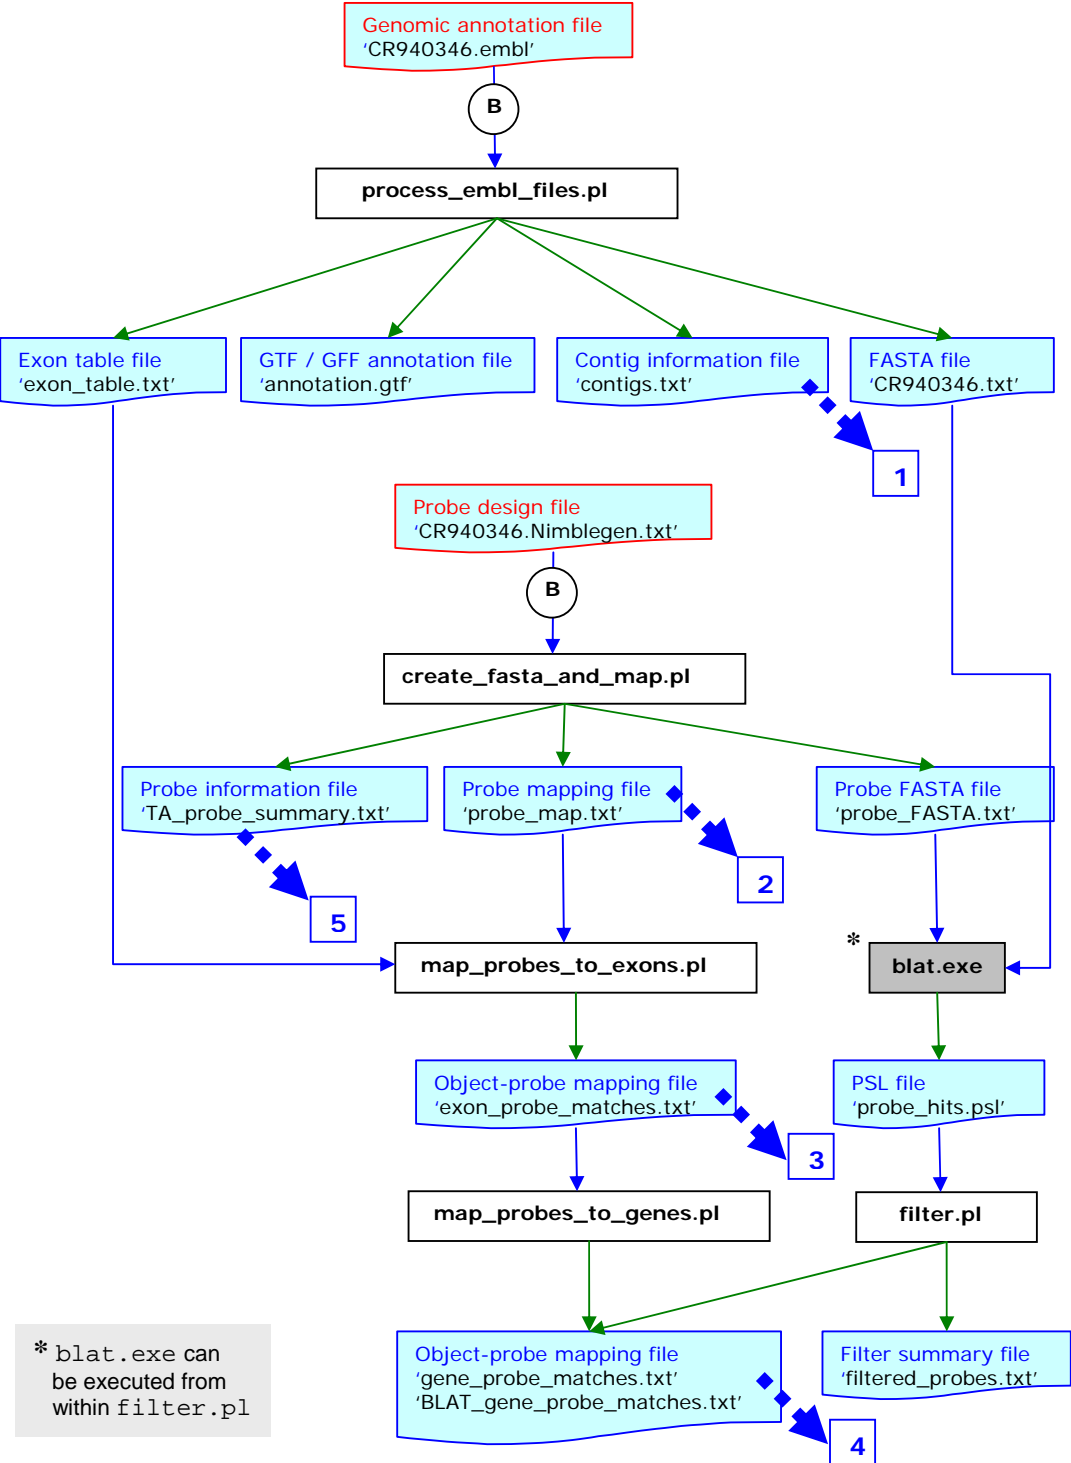 Genomic annotation file
‘CR940346.embl’
B
process_embl_files.pl
Exon table file
‘exon_table.txt’
GTF / GFF annotation file
‘annotation.gtf’
Contig information file
‘contigs.txt’
FASTA file
‘CR940346.txt’
1
Probe design file
‘CR940346.Nimblegen.txt’
B
create_fasta_and_map.pl
Probe information file
‘TA_probe_summary.txt’
Probe mapping file
‘probe_map.txt’
Probe FASTA file
‘probe_FASTA.txt’
2
5
map_probes_to_exons.pl
*
blat.exe
Object-probe mapping file
‘exon_probe_matches.txt’
PSL file
‘probe_hits.psl’
3
map_probes_to_genes.pl
filter.pl
Object-probe mapping file
‘gene_probe_matches.txt’
‘BLAT_gene_probe_matches.txt’
Filter summary file
‘filtered_probes.txt’
4
* blat.exe can
be executed from
within filter.pl